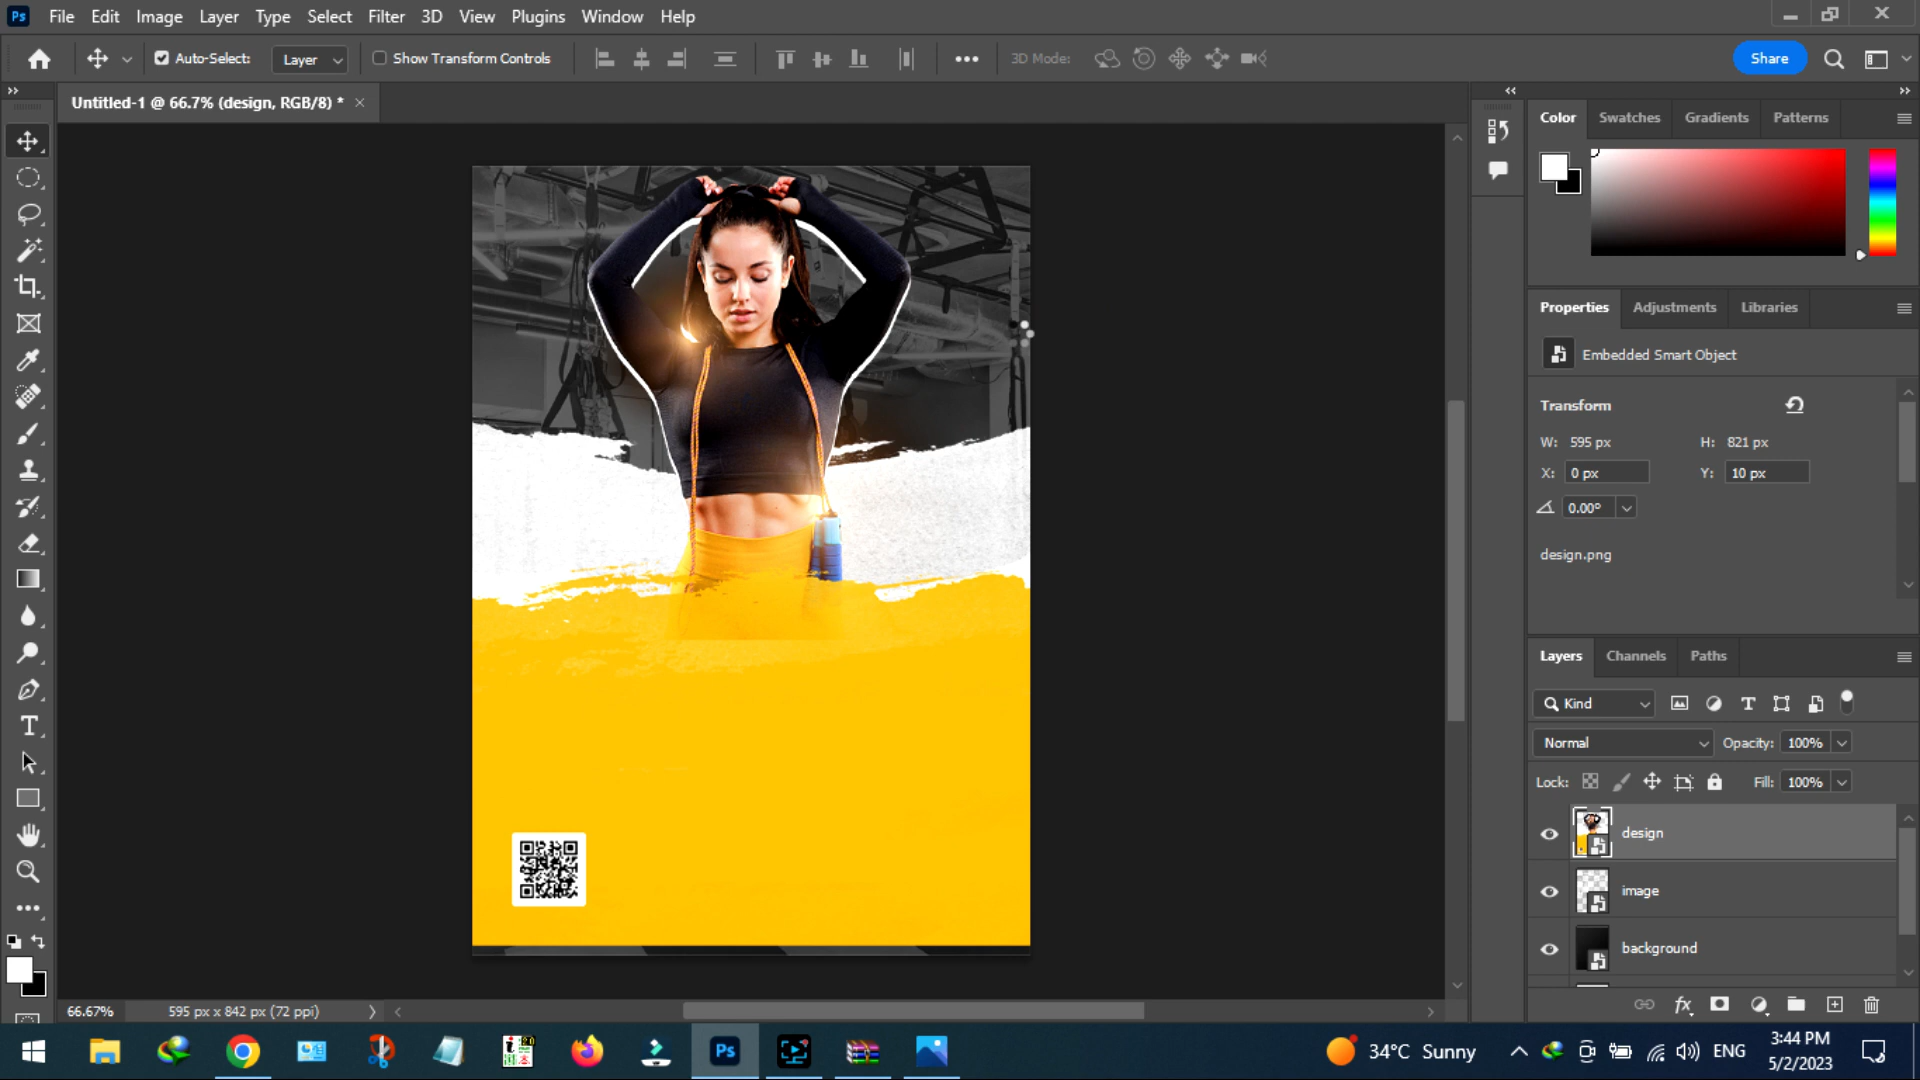 Ps File Edit Image Layer Type Select Filter 3D View Plugins Window Help
Auto-Select: Layer Show Transform Controls 3D Mode: Share
Untitled-1 @ 66.7% (design, RGB/8) *
Color Swatches Gradients Patterns
Properties Adjustments Libraries
Embedded Smart Object
Transform
W: 595 px H: 821 px
X: 0 px Y: 10 px
0.00°
design.png
Layers Channels Paths
Kind
Normal Opacity: 100%
Lock: Fill: 100%
design
image
background
66.67% 595 px x 842 px (72 ppi)
Ps 34°C Sunny ENG 3:44 PM
5/2/2023